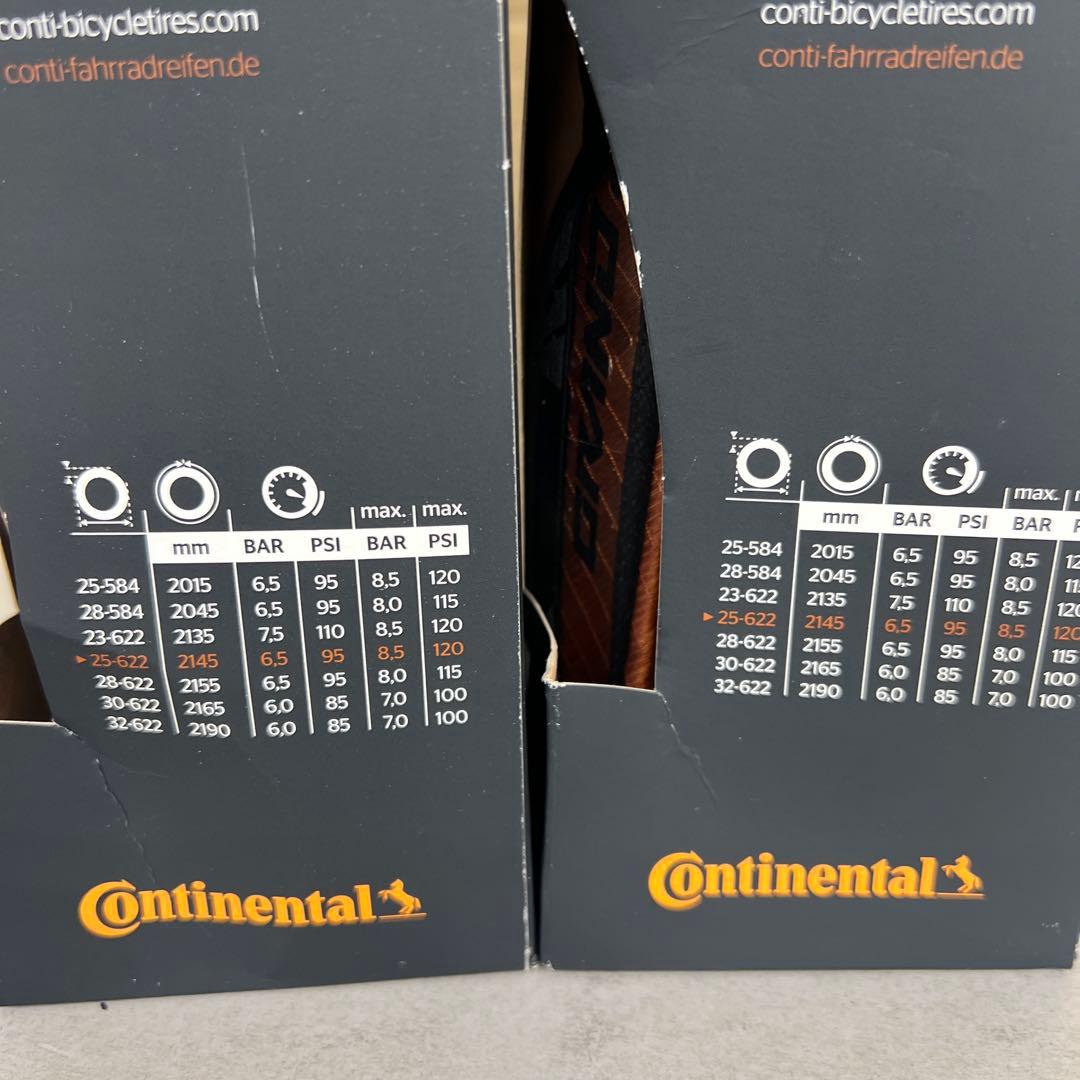 conti-bicycletires.com
conti-fahrradreifen.de
max. max.
mm BAR PSI BAR PSI
25-584 2015 6,5 95 8,5 120
28-584 2045 6,5 95 8,0 115
23-622 2135 7,5 110 8,5 120
▸25-622 2145 6,5 95 8,5 120
28-622 2155 6,5 95 8,0 115
30-622 2165 6,0 85 7,0 100
32-622 2190 6,0 85 7,0 100
Continental
conti-bicycletires.com
conti-fahrradreifen.de
max.
mm BAR PSI BAR
25-584 2015 6,5 95 8,5
28-584 2045 6,5 95 8,0
23-622 2135 7,5 110 8,5 120
▸25-622 2145 6,5 95 8,5 120
28-622 2155 6,5 95 8,0 115
30-622 2165 6,0 85 7,0 100
32-622 2190 6,0 85 7,0 100
Continental